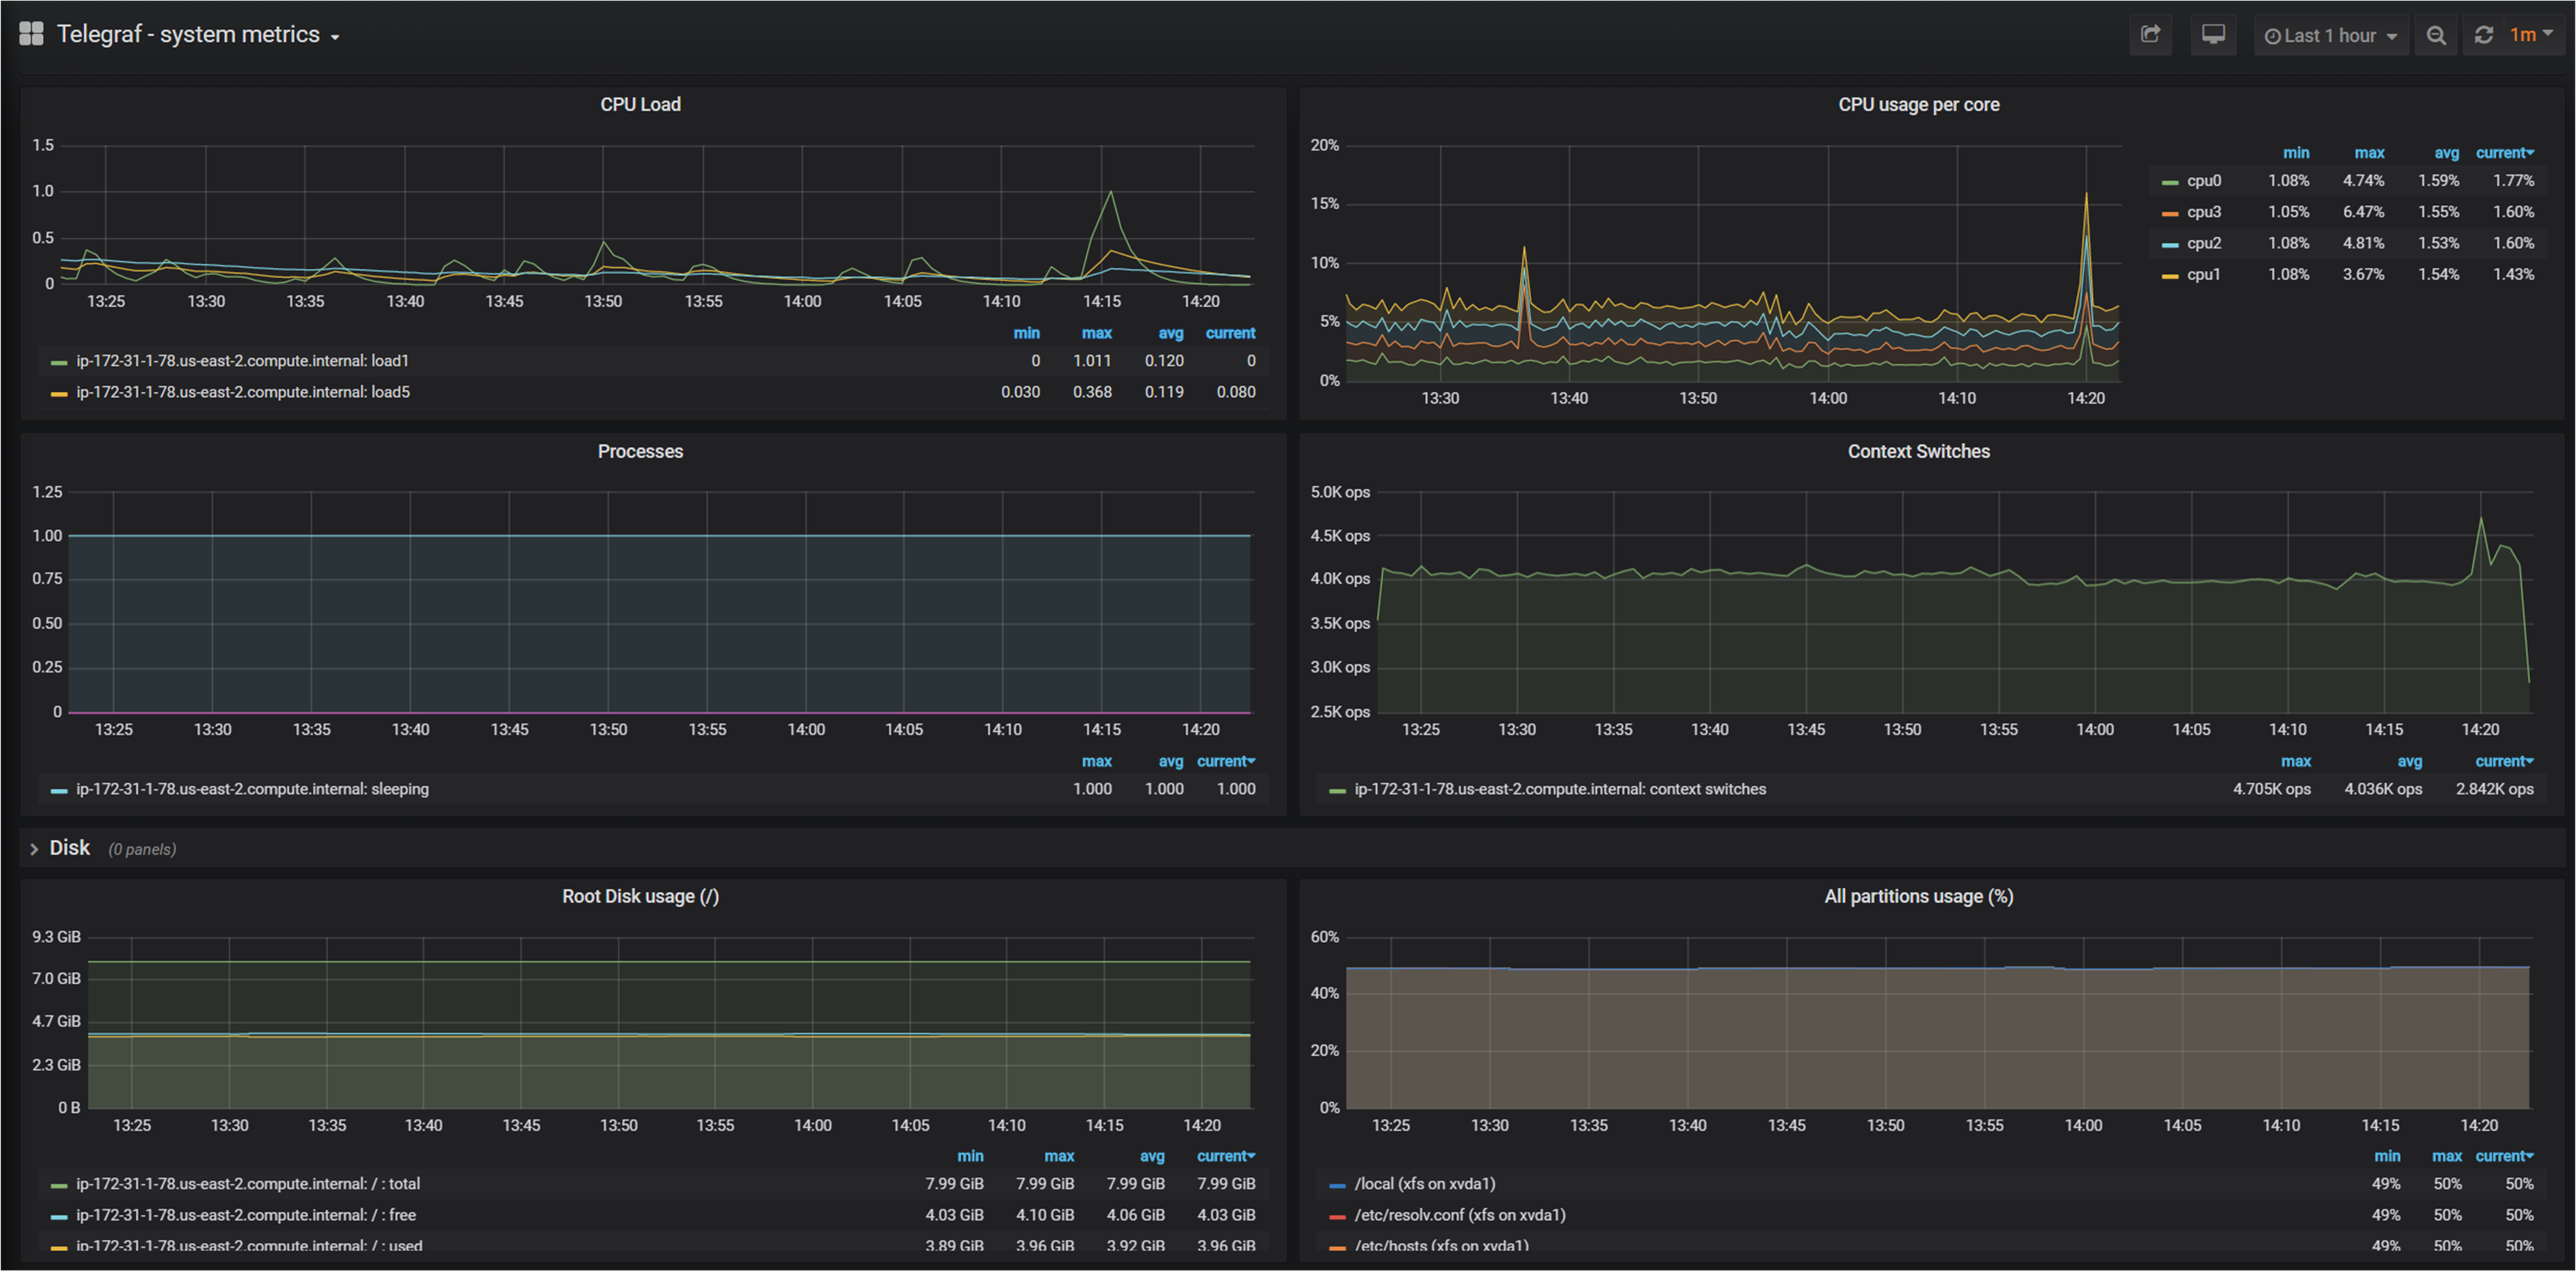 Telegraf - system metrics
Last 1 hour 1m
CPU Load
1.5
1.0
0.5
0
13:25 13:30 13:35 13:40 13:45 13:50 13:55 14:00 14:05 14:10 14:15 14:20
min max avg current
ip-172-31-1-78.us-east-2.compute.internal: load1 0 1.011 0.120 0
ip-172-31-1-78.us-east-2.compute.internal: load5 0.030 0.368 0.119 0.080
CPU usage per core
20%
15%
10%
5%
0%
13:30 13:40 13:50 14:00 14:10 14:20
min max avg current
cpu0 1.08% 4.74% 1.59% 1.77%
cpu3 1.05% 6.47% 1.55% 1.60%
cpu2 1.08% 4.81% 1.53% 1.60%
cpu1 1.08% 3.67% 1.54% 1.43%
Processes
1.25
1.00
0.75
0.50
0.25
0
13:25 13:30 13:35 13:40 13:45 13:50 13:55 14:00 14:05 14:10 14:15 14:20
max avg current
ip-172-31-1-78.us-east-2.compute.internal: sleeping 1.000 1.000 1.000
Context Switches
5.0K ops
4.5K ops
4.0K ops
3.5K ops
3.0K ops
2.5K ops
13:25 13:30 13:35 13:40 13:45 13:50 13:55 14:00 14:05 14:10 14:15 14:20
max avg current
ip-172-31-1-78.us-east-2.compute.internal: context switches 4.705K ops 4.036K ops 2.842K ops
Disk (0 panels)
Root Disk usage (/)
9.3 GiB
7.0 GiB
4.7 GiB
2.3 GiB
0 B
13:25 13:30 13:35 13:40 13:45 13:50 13:55 14:00 14:05 14:10 14:15 14:20
min max avg current
ip-172-31-1-78.us-east-2.compute.internal: / : total 7.99 GiB 7.99 GiB 7.99 GiB 7.99 GiB
ip-172-31-1-78.us-east-2.compute.internal: / : free 4.03 GiB 4.10 GiB 4.06 GiB 4.03 GiB
ip-172-31-1-78.us-east-2.compute.internal: / : used 3.89 GiB 3.96 GiB 3.92 GiB 3.96 GiB
All partitions usage (%)
60%
40%
20%
0%
13:25 13:30 13:35 13:40 13:45 13:50 13:55 14:00 14:05 14:10 14:15 14:20
min max current
/local (xfs on xvda1) 49% 50% 50%
/etc/resolv.conf (xfs on xvda1) 49% 50% 50%
/etc/hosts (xfs on xvda1) 49% 50% 50%